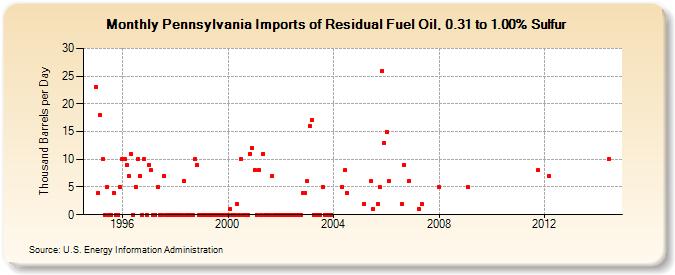 Monthly Pennsylvania Imports of Residual Fuel Oil, 0.31 to 1.00% Sulfur
Thousand Barrels per Day
30
25
20
15
10
5
0
1996 2000 2004 2008 2012
Source: U.S. Energy Information Administration